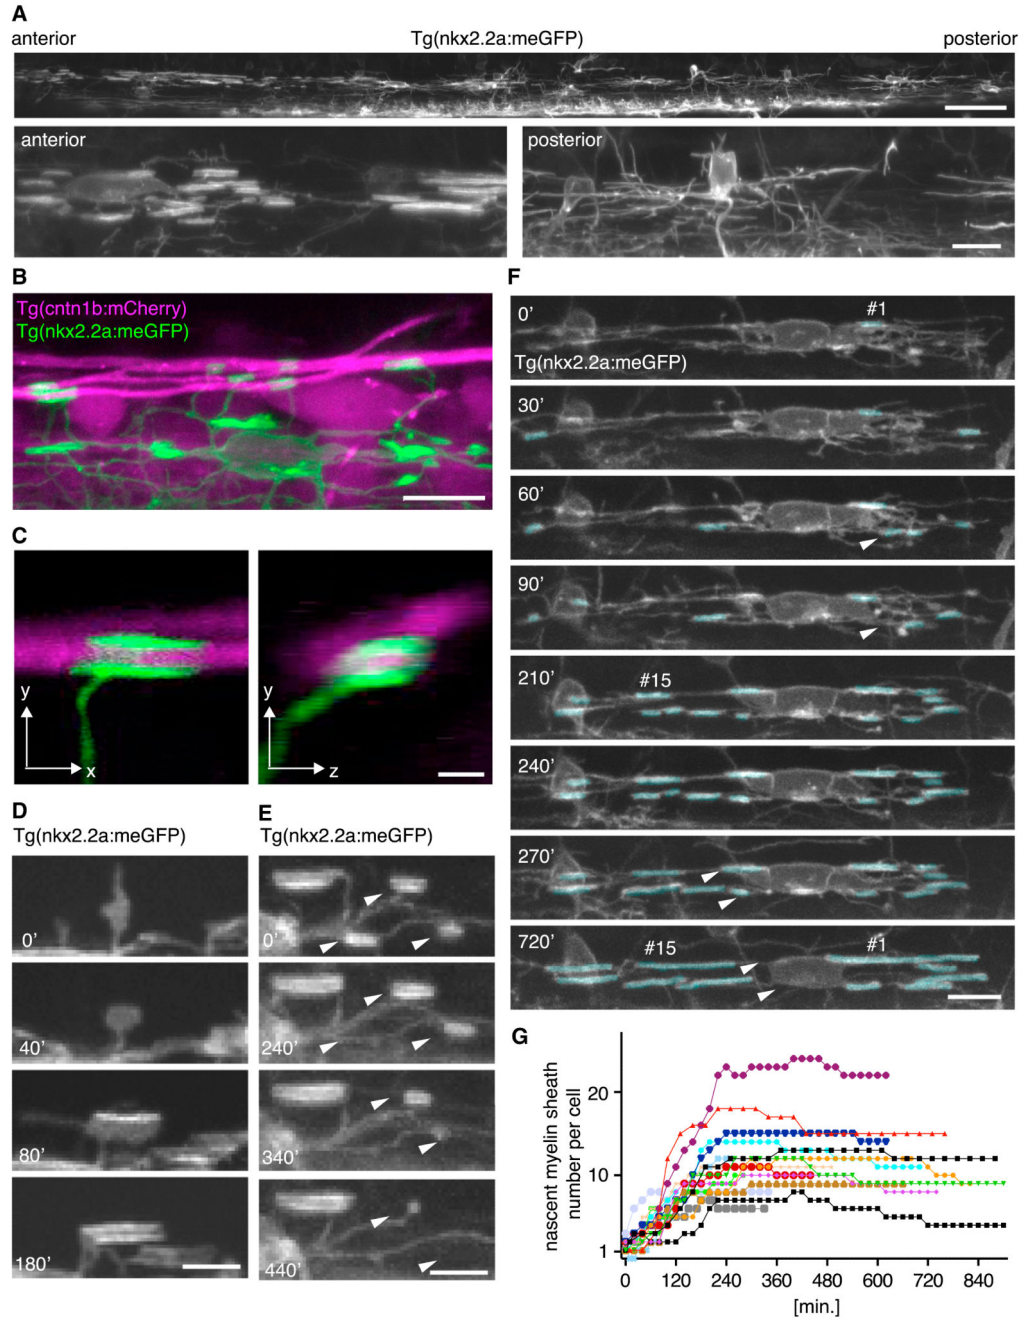 A
anterior Tg(nkx2.2a:meGFP) posterior
anterior
posterior
B
Tg(cntn1b:mCherry)
Tg(nkx2.2a:meGFP)
C
y
x
y
z
D
Tg(nkx2.2a:meGFP)
0’
40’
80’
180’
E
Tg(nkx2.2a:meGFP)
0’
240’
340’
440’
F
0’
#1
Tg(nkx2.2a:meGFP)
30’
60’
90’
210’
#15
240’
270’
720’
#15
#1
G
nascent myelin sheath
number per cell
20
10
1
0 120 240 360 480 600 720 840
[min.]